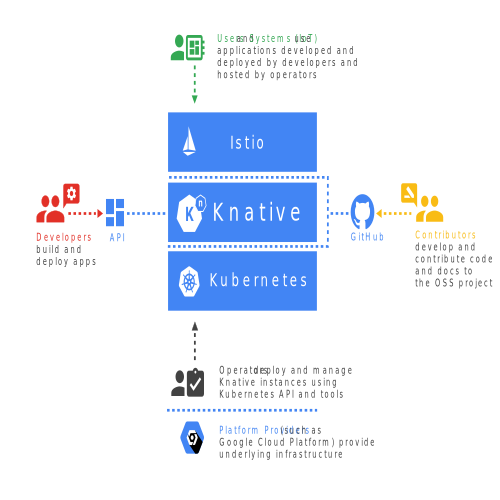 Users and Systems (IoT) use
applications developed and
deployed by developers and
hosted by operators
Istio
Knative
n
K
Kubernetes
Developers
build and
deploy apps
API
GitHub
Contributors
develop and
contribute code
and docs to
the OSS project
Operators deploy and manage
Knative instances using
Kubernetes API and tools
Platform Providers (such as
Google Cloud Platform) provide
underlying infrastructure